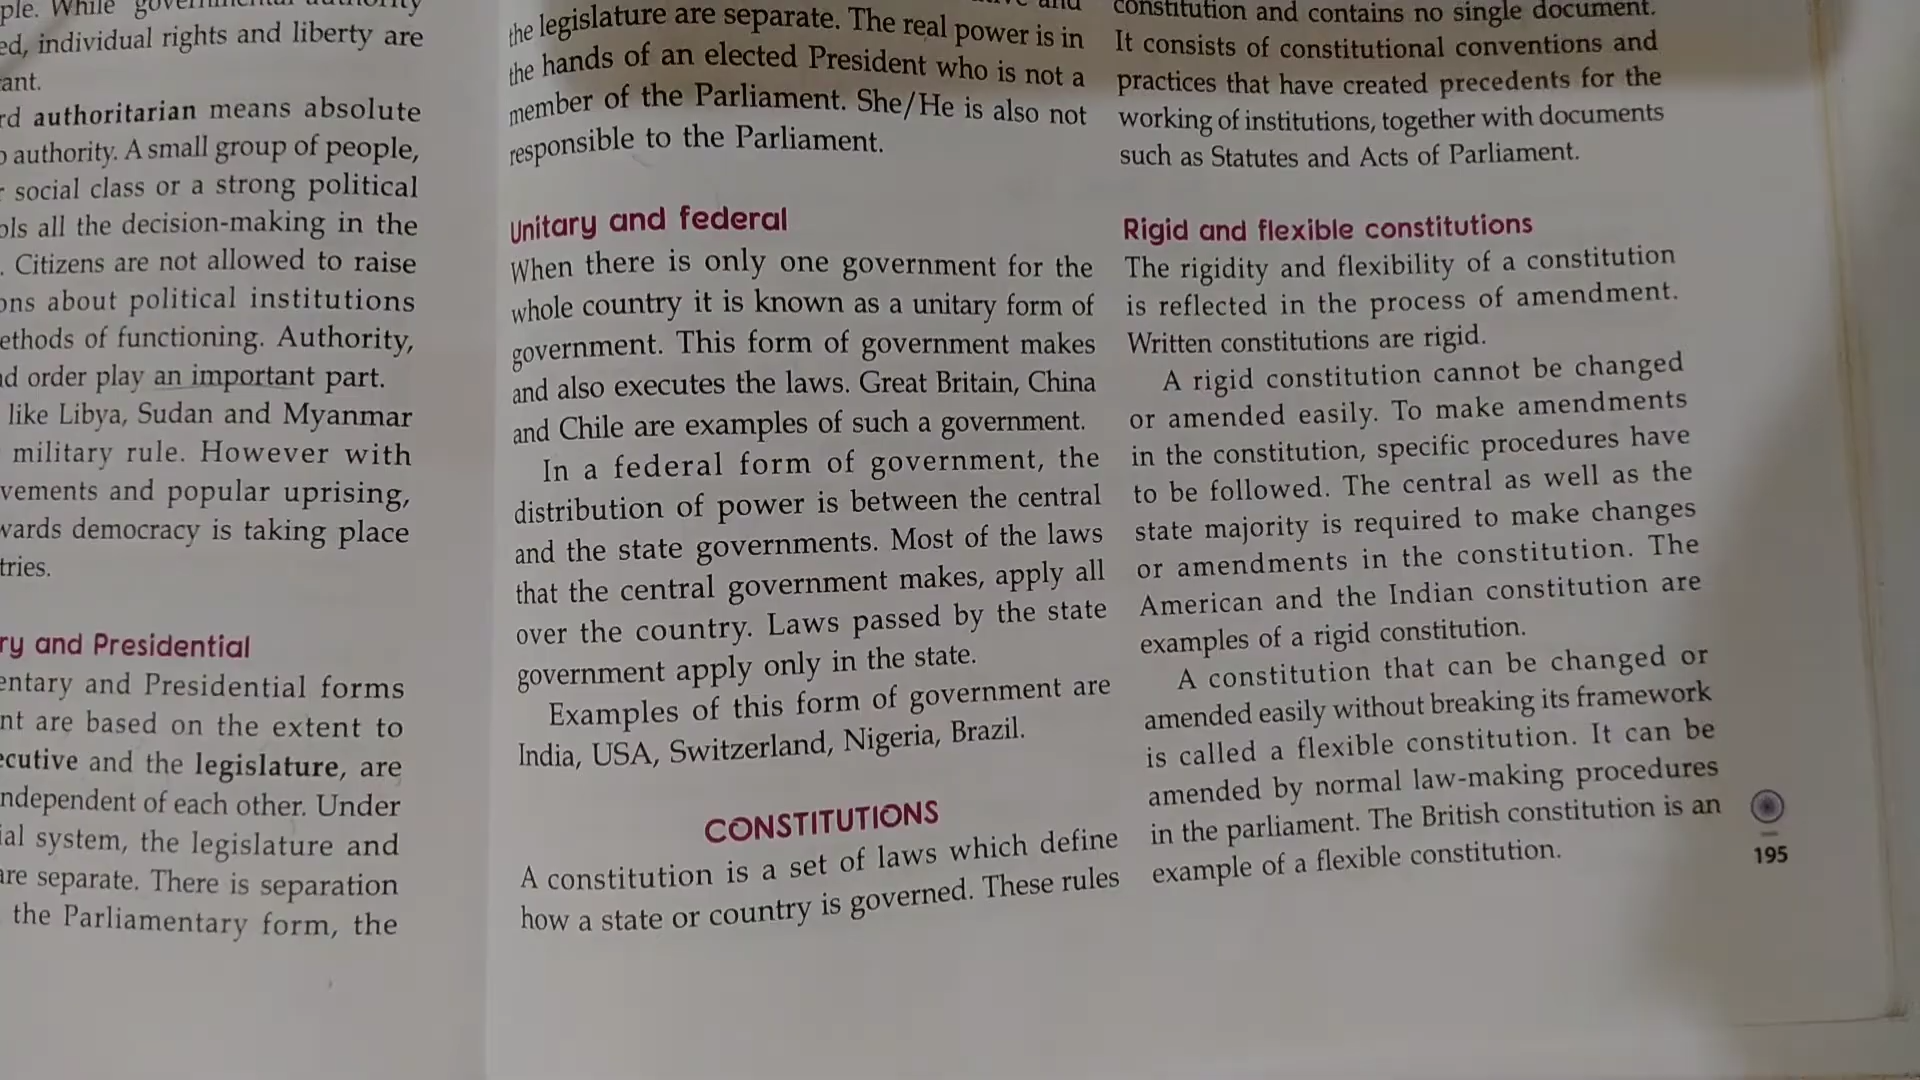 ple. While governmental authority
ed, individual rights and liberty are
ant.
rd authoritarian means absolute
o authority. A small group of people,
r social class or a strong political
ols all the decision-making in the
. Citizens are not allowed to raise
ons about political institutions
ethods of functioning. Authority,
nd order play an important part.
like Libya, Sudan and Myanmar
military rule. However with
vements and popular uprising,
wards democracy is taking place
tries.
ry and Presidential
entary and Presidential forms
nt are based on the extent to
ecutive and the legislature, are
ndependent of each other. Under
ial system, the legislature and
are separate. There is separation
the Parliamentary form, the
and
the legislature are separate. The real power is in
the hands of an elected President who is not a
member of the Parliament. She/He is also not
responsible to the Parliament.
Unitary and federal
When there is only one government for the
whole country it is known as a unitary form of
government. This form of government makes
and also executes the laws. Great Britain, China
and Chile are examples of such a government.
In a federal form of government, the
distribution of power is between the central
and the state governments. Most of the laws
that the central government makes, apply all
over the country. Laws passed by the state
government apply only in the state.
Examples of this form of government are
India, USA, Switzerland, Nigeria, Brazil.
CONSTITUTIONS
A constitution is a set of laws which define
how a state or country is governed. These rules
constitution and contains no single document.
It consists of constitutional conventions and
practices that have created precedents for the
working of institutions, together with documents
such as Statutes and Acts of Parliament.
Rigid and flexible constitutions
The rigidity and flexibility of a constitution
is reflected in the process of amendment.
Written constitutions are rigid.
A rigid constitution cannot be changed
or amended easily. To make amendments
in the constitution, specific procedures have
to be followed. The central as well as the
state majority is required to make changes
or amendments in the constitution. The
American and the Indian constitution are
examples of a rigid constitution.
A constitution that can be changed or
amended easily without breaking its framework
is called a flexible constitution. It can be
amended by normal law-making procedures
in the parliament. The British constitution is an
example of a flexible constitution.
195